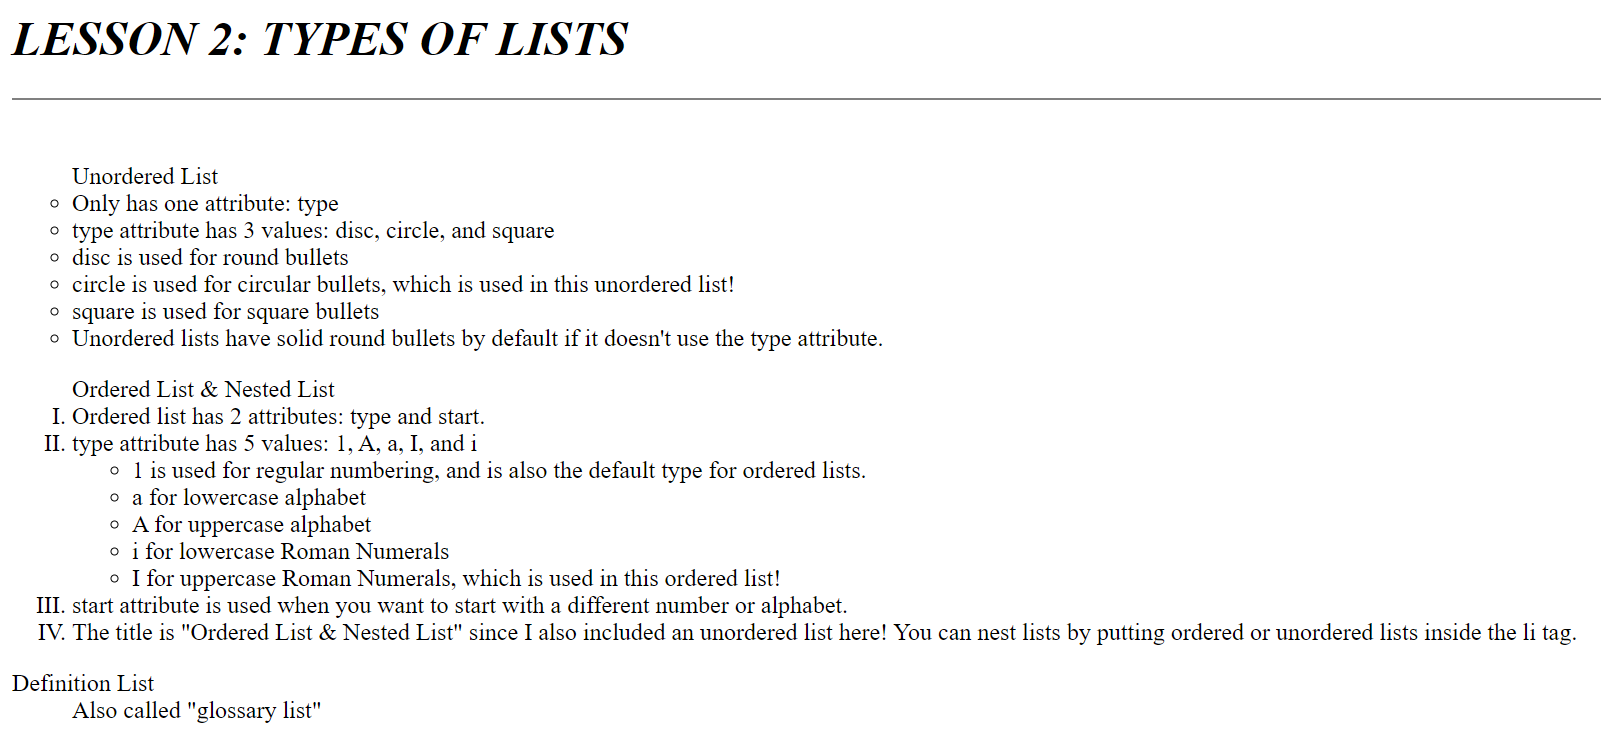 LESSON 2: TYPES OF LISTS
Unordered List
Only has one attribute: type
type attribute has 3 values: disc, circle, and square
disc is used for round bullets
circle is used for circular bullets, which is used in this unordered list!
square is used for square bullets
Unordered lists have solid round bullets by default if it doesn't use the type attribute.
Ordered List & Nested List
I. Ordered list has 2 attributes: type and start.
II. type attribute has 5 values: 1, A, a, I, and i
1 is used for regular numbering, and is also the default type for ordered lists.
a for lowercase alphabet
A for uppercase alphabet
i for lowercase Roman Numerals
I for uppercase Roman Numerals, which is used in this ordered list!
III. start attribute is used when you want to start with a different number or alphabet.
IV. The title is "Ordered List & Nested List" since I also included an unordered list here! You can nest lists by putting ordered or unordered lists inside the li tag.
Definition List
Also called "glossary list"